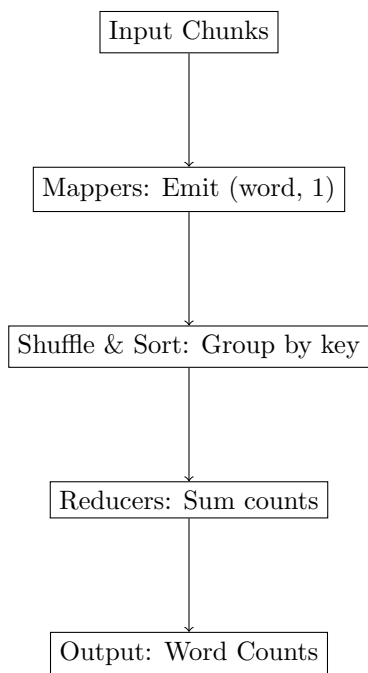 Input Chunks
Mappers: Emit (word, 1)
Shuffle & Sort: Group by key
Reducers: Sum counts
Output: Word Counts